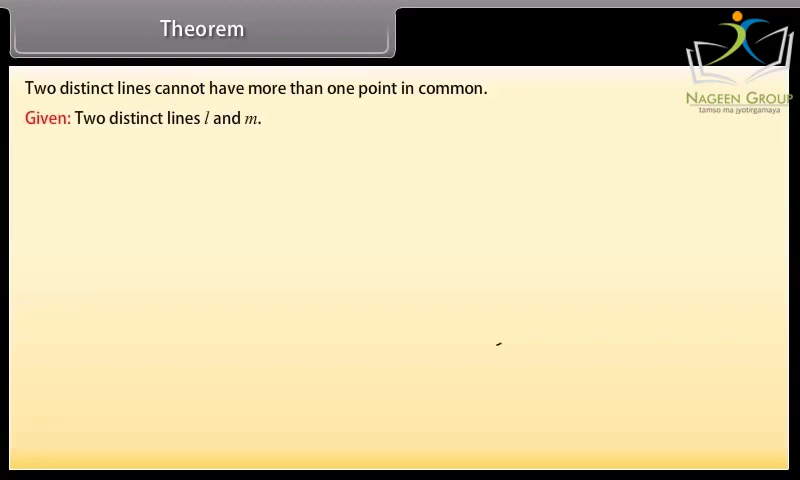 Theorem
Two distinct lines cannot have more than one point in common.
Given: Two distinct lines l and m.
NAGEEN GROUP
tamso ma jyotirgamaya